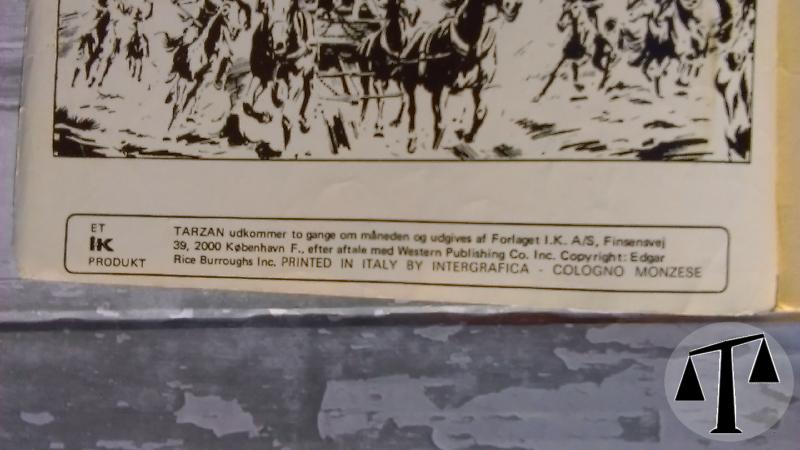 ET
IK
PRODUKT
TARZAN udkommer to gange om måneden og udgives af Forlaget I.K. A/S, Finsensvej
39, 2000 København F., efter aftale med Western Publishing Co. Inc. Copyright: Edgar
Rice Burroughs Inc. PRINTED IN ITALY BY INTERGRAFICA - COLOGNO MONZESE